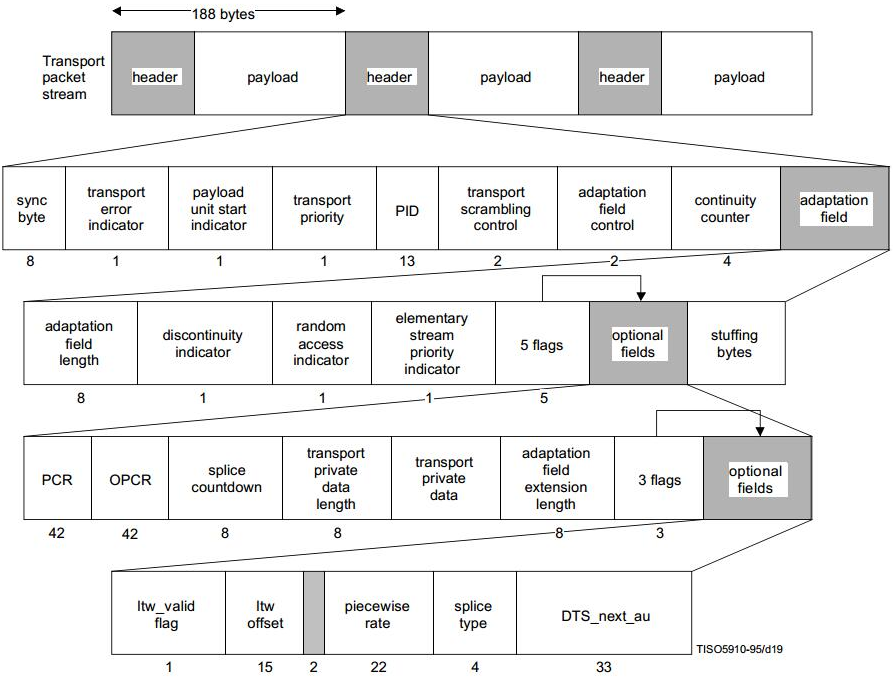 188 bytes
Transport
packet
stream
header
payload
header
payload
header
payload
sync
byte
transport
error
indicator
payload
unit start
indicator
transport
priority
PID
transport
scrambling
control
adaptation
field
control
continuity
counter
adaptation
field
8
1
1
1
13
2
2
4
adaptation
field
length
discontinuity
indicator
random
access
indicator
elementary
stream
priority
indicator
5 flags
optional
fields
stuffing
bytes
8
1
1
1
5
PCR
OPCR
splice
countdown
transport
private
data
length
transport
private
data
adaptation
field
extension
length
3 flags
optional
fields
42
42
8
8
8
3
ltw_valid
flag
ltw
offset
piecewise
rate
splice
type
DTS_next_au
TISO5910-95/d19
1
15
2
22
4
33